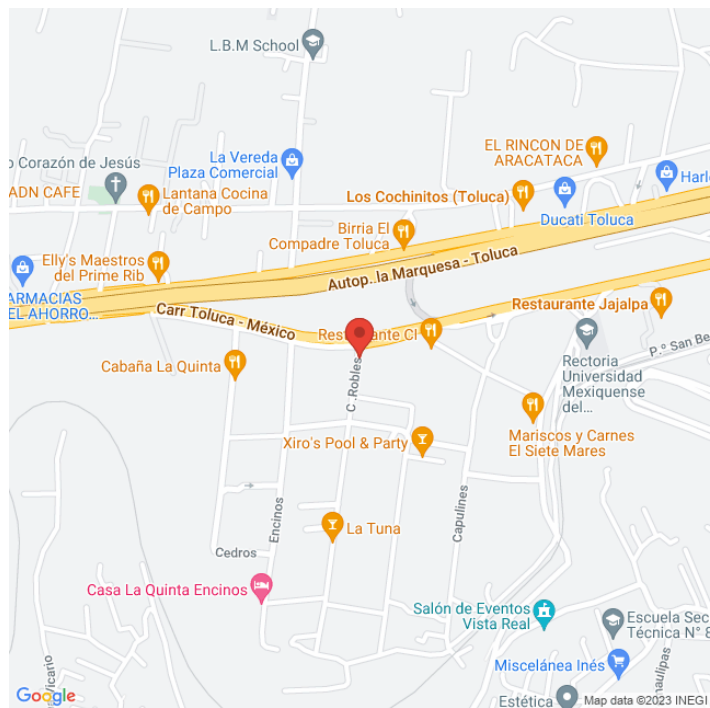 L.B.M School
La Vereda
Plaza Comercial
EL RINCON DE
ARACATACA
o Corazón de Jesús
ADN CAFE
Lantana Cocina
de Campo
Los Cochinitos (Toluca)
Ducati Toluca
Harle
Birria El
Compadre Toluca
Elly's Maestros
del Prime Rib
Autop. la Marquesa - Toluca
ARMACIAS
EL AHORRO...
Carr Toluca - México
Restaurante Cl
Restaurante Jajalpa
P.º San Be
Rectoria
Universidad
Mexiquense
del...
Cabaña La Quinta
C. Robles
Xiro's Pool & Party
Mariscos y Carnes
El Siete Mares
Encinos
Capulines
La Tuna
Cedros
Casa La Quinta Encinos
Salón de Eventos
Vista Real
Escuela Sec
Técnica N° 8
Vicario
Miscelánea Inés
aulipas
Estética
Google
Map data ©2023 INEGI